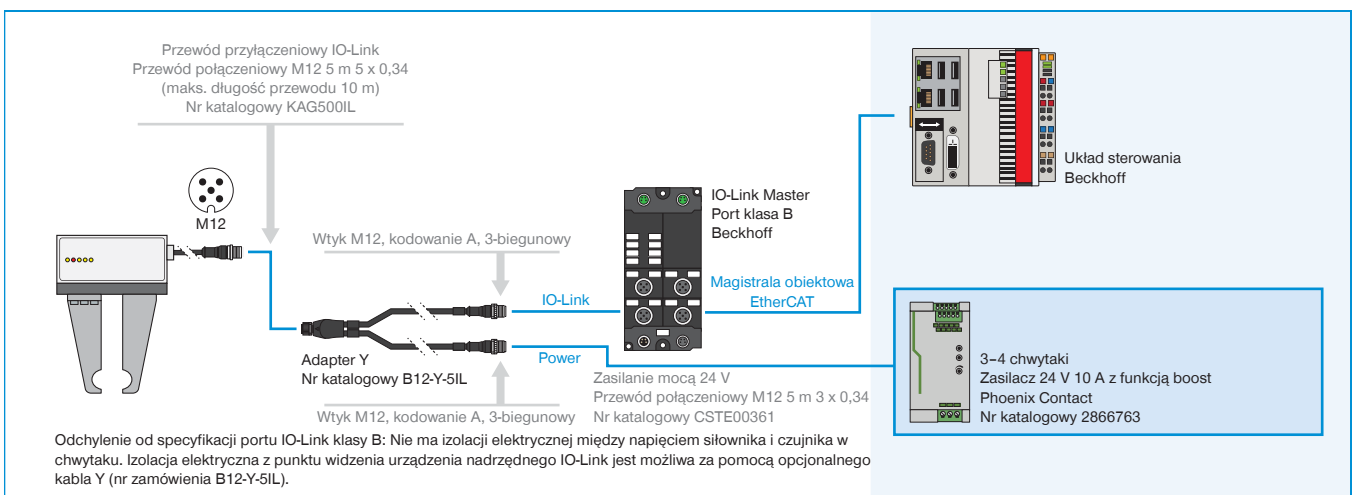 Przewód przyłączeniowy IO-Link
Przewód połączeniowy M12 5 m 5 x 0,34
(maks. długość przewodu 10 m)
Nr katalogowy KAG500IL
M12
Wtyk M12, kodowanie A, 3-biegunowy
IO-Link Master
Port klasa B
Beckhoff
Układ sterowania
Beckhoff
IO-Link
Magistrala obiektowa
EtherCAT
Adapter Y
Nr katalogowy B12-Y-5IL
Power
Zasilanie mocą 24 V
Przewód połączeniowy M12 5 m 3 x 0,34
Nr katalogowy CSTE00361
3–4 chwytaki
Zasilacz 24 V 10 A z funkcją boost
Phoenix Contact
Nr katalogowy 2866763
Wtyk M12, kodowanie A, 3-biegunowy
Odchylenie od specyfikacji portu IO-Link klasy B: Nie ma izolacji elektrycznej między napięciem siłownika i czujnika w
chwytaku. Izolacja elektryczna z punktu widzenia urządzenia nadrzędnego IO-Link jest możliwa za pomocą opcjonalnego
kabla Y (nr zamówienia B12-Y-5IL).